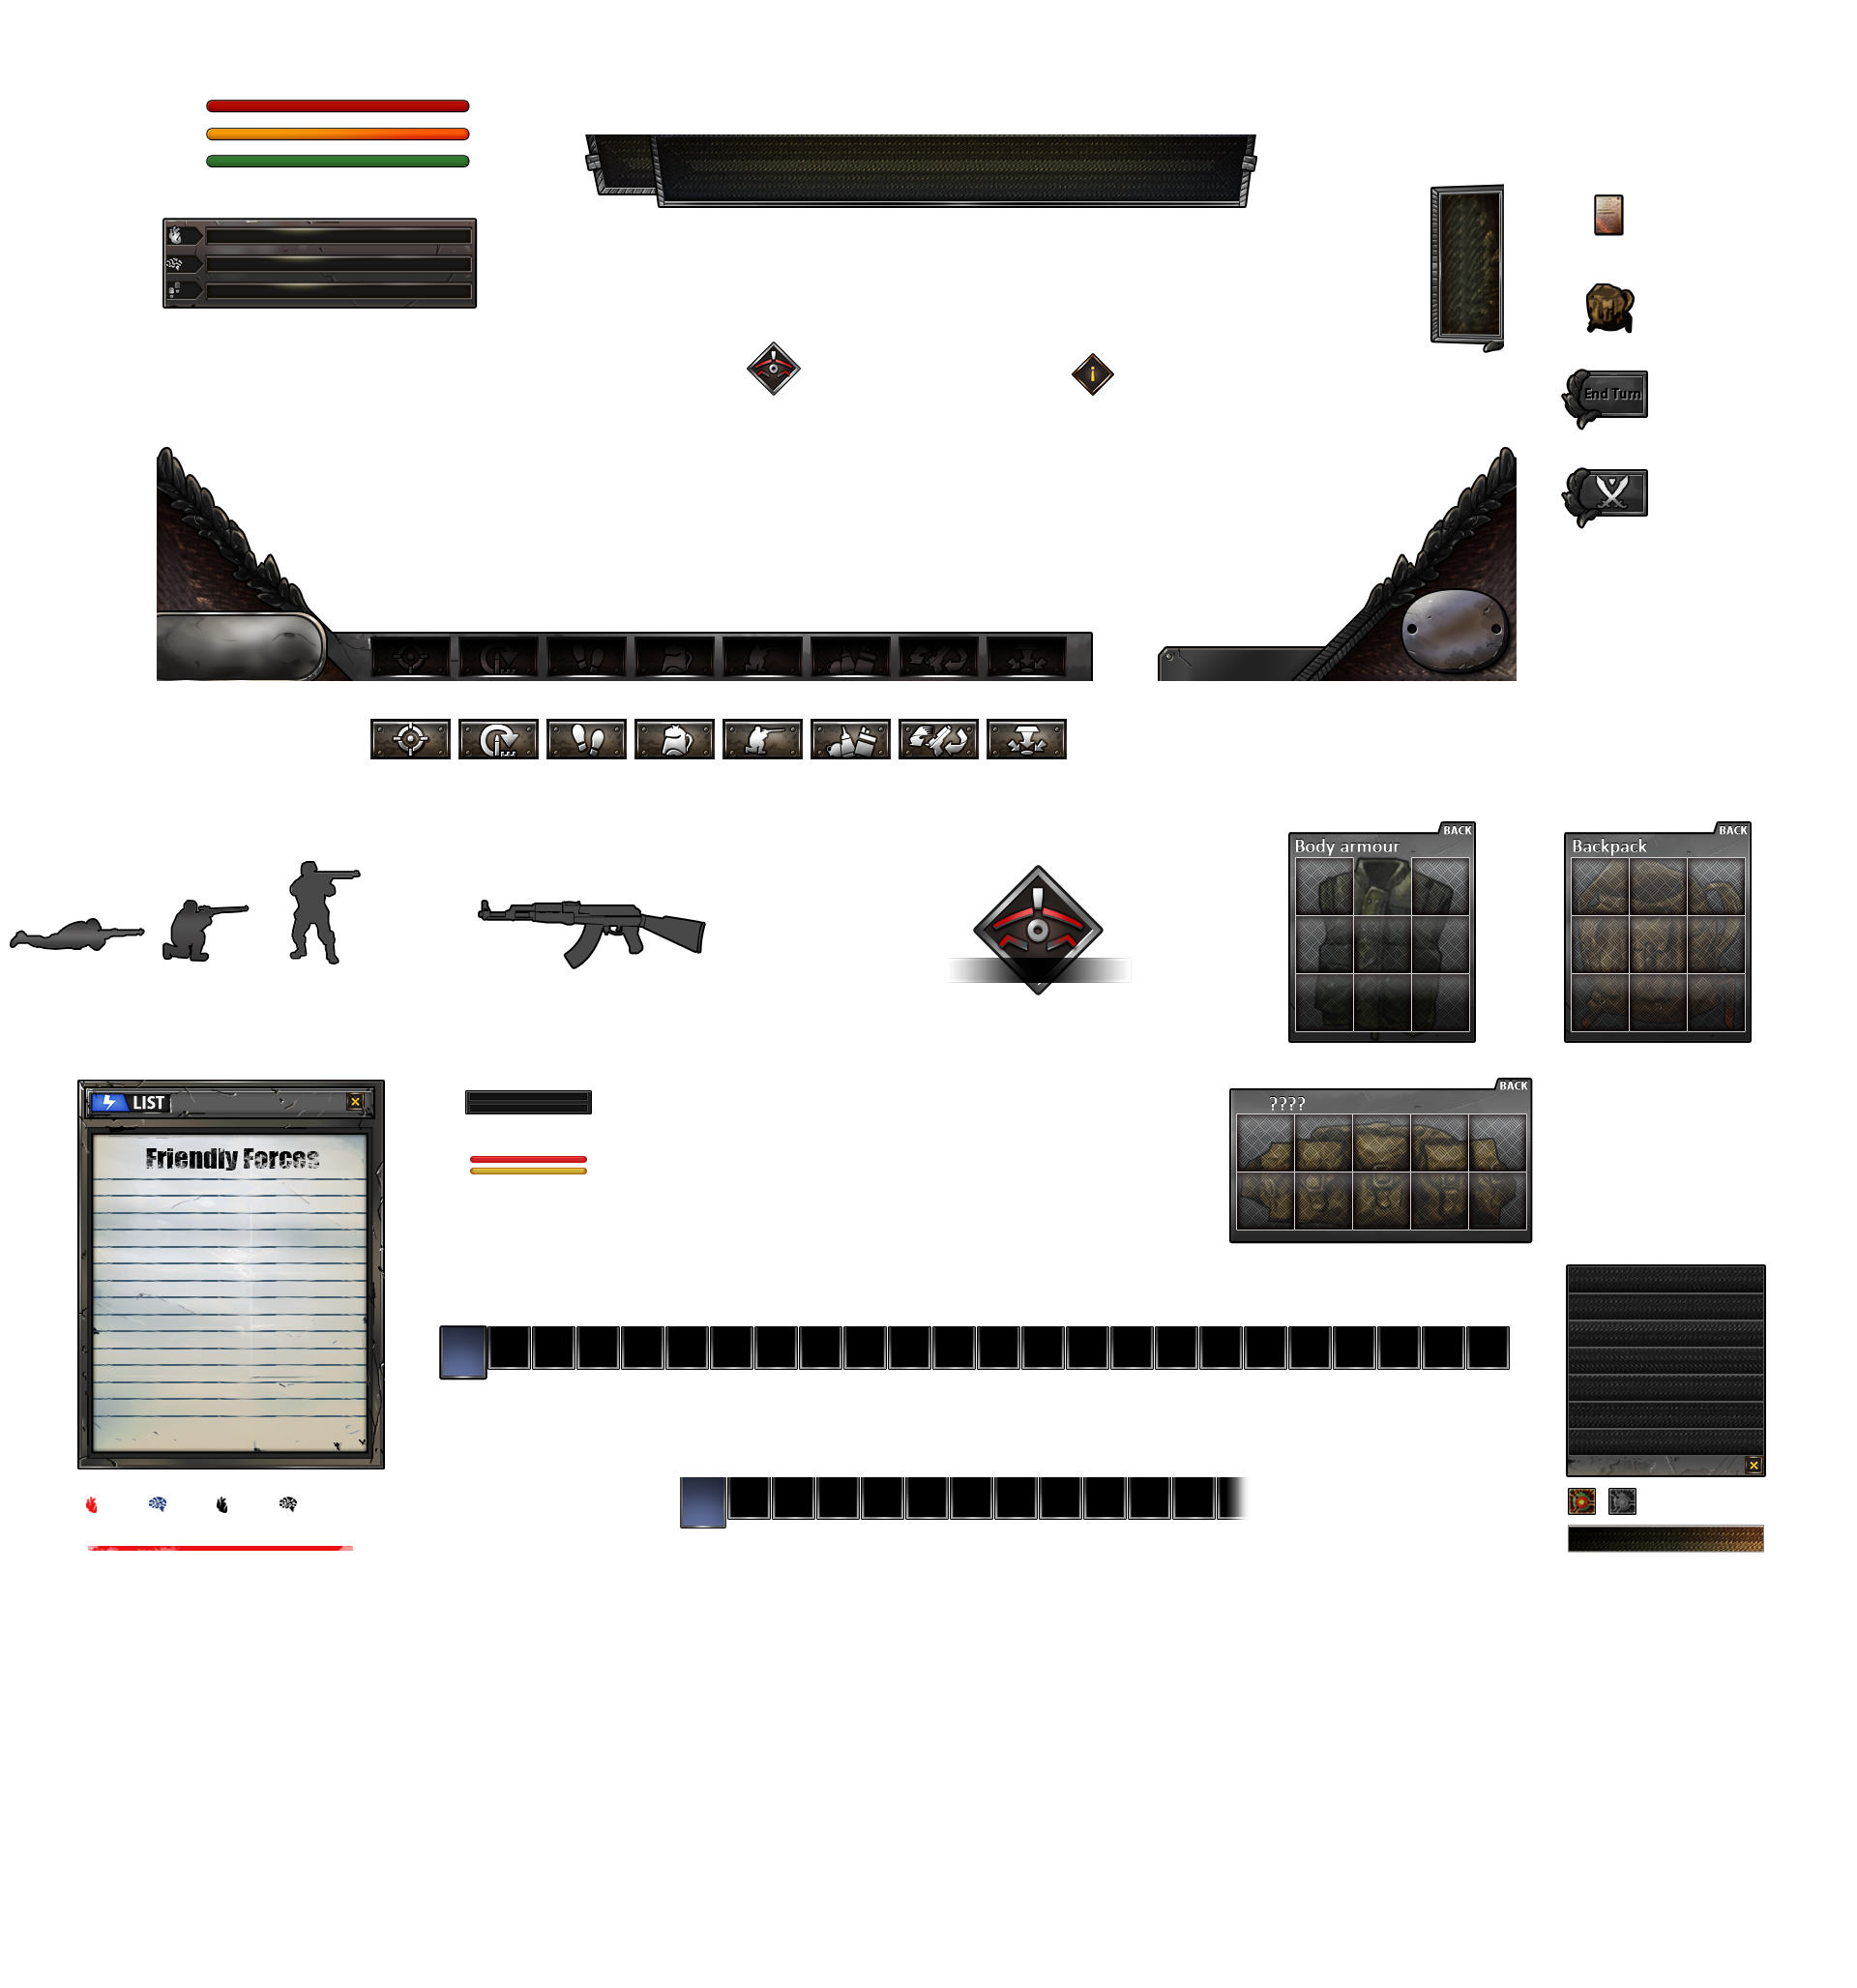 End Turn
BACK
Body armour
BACK
Backpack
LIST
Friendly Forces
BACK
????